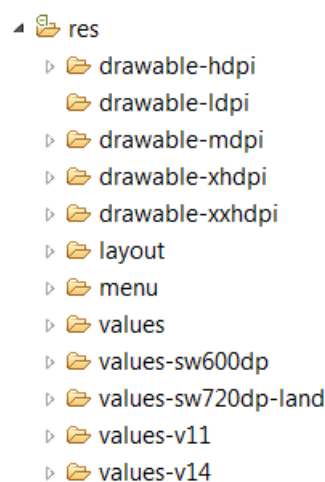 res
drawable-hdpi
drawable-ldpi
drawable-mdpi
drawable-xhdpi
drawable-xxhdpi
layout
menu
values
values-sw600dp
values-sw720dp-land
values-v11
values-v14